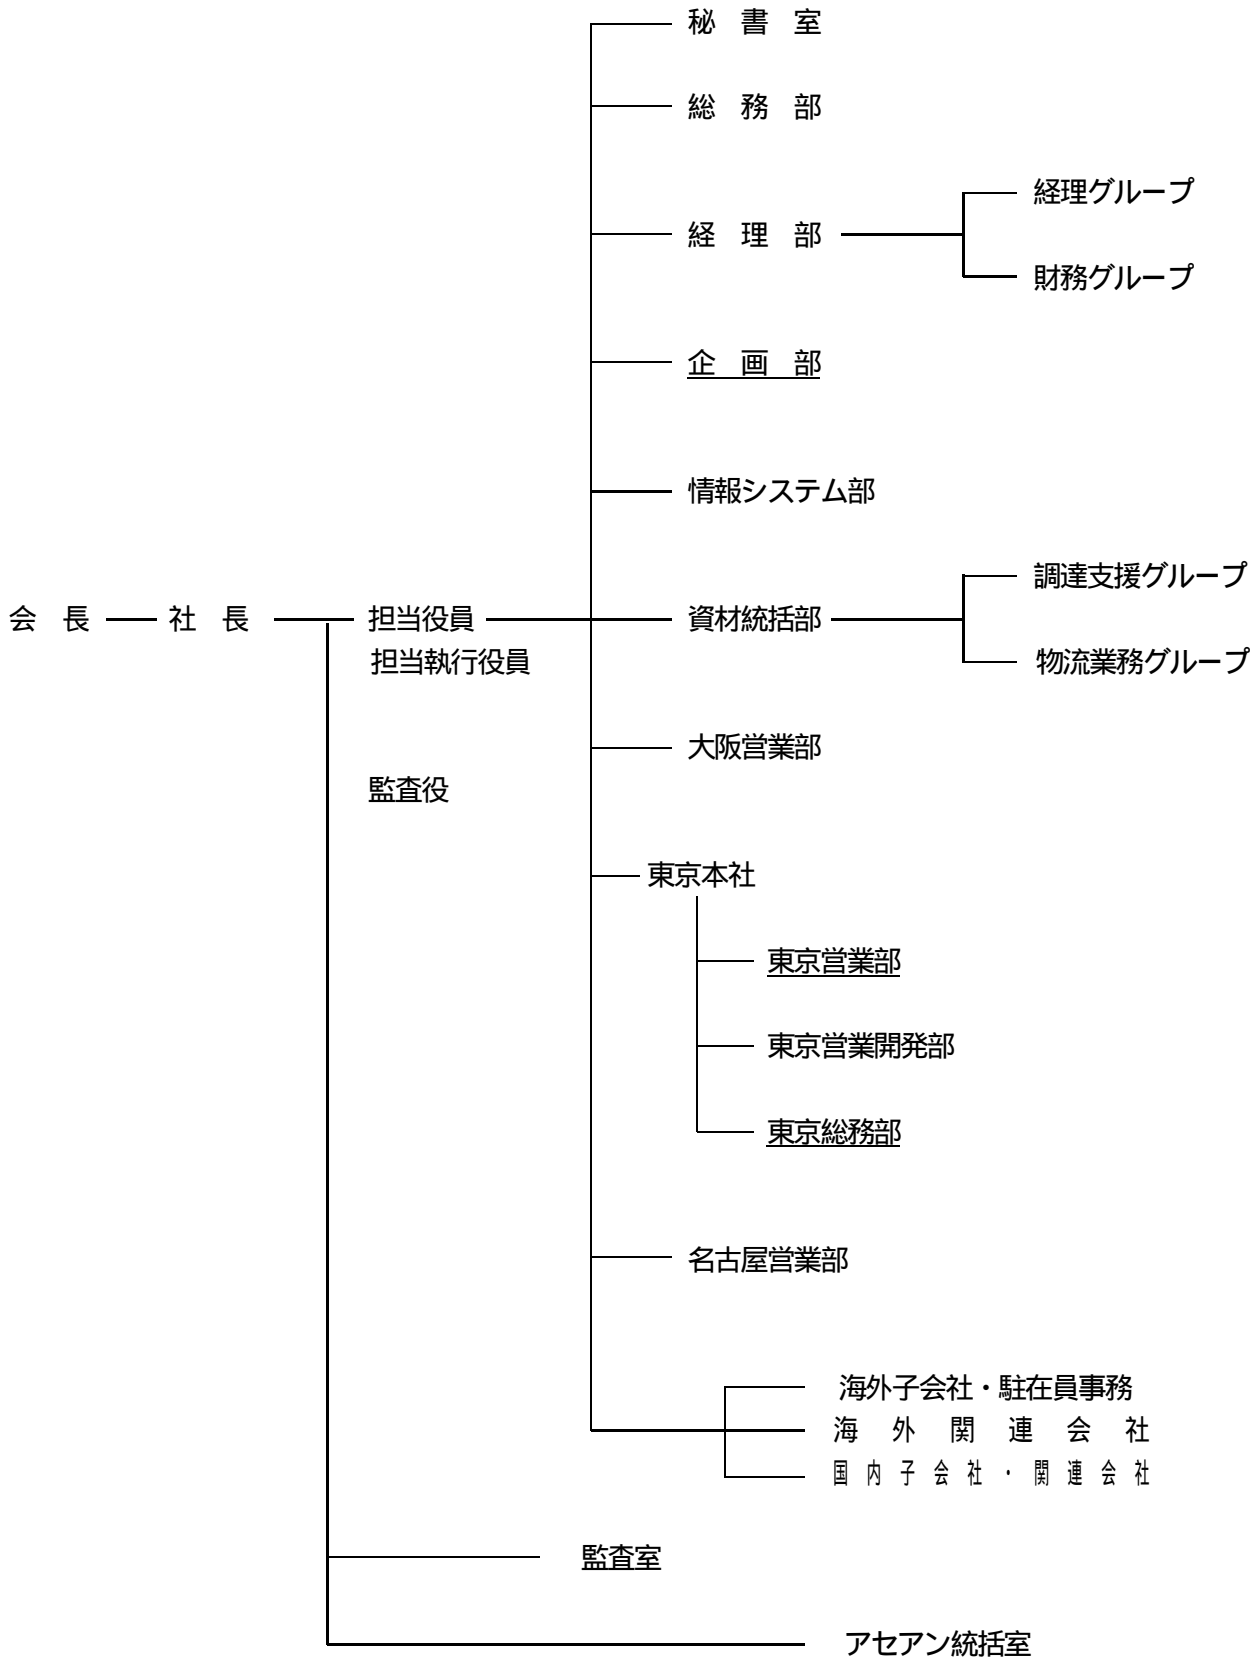 秘　書　室
総　務　部
経理グループ
経　理　部
財務グループ
企　画　部
情報システム部
調達支援グループ
会　長
社　長
担当役員
資材統括部
担当執行役員
物流業務グループ
大阪営業部
監査役
東京本社
東京営業部
東京営業開発部
東京総務部
名古屋営業部
海外子会社・駐在員事務
海外関連会社
国内子会社・関連会社
監査室
アセアン統括室